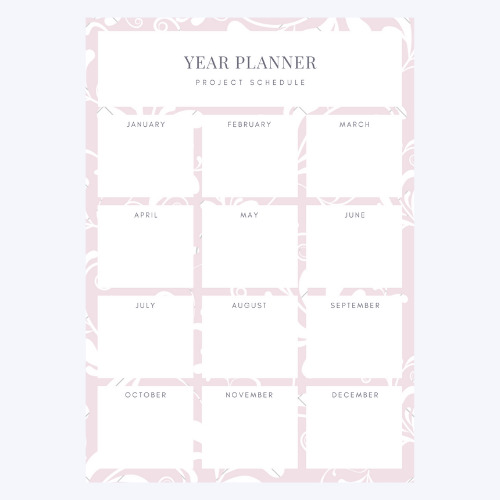 YEAR PLANNER
PROJECT SCHEDULE
JANUARY
FEBRUARY
MARCH
APRIL
MAY
JUNE
JULY
AUGUST
SEPTEMBER
OCTOBER
NOVEMBER
DECEMBER